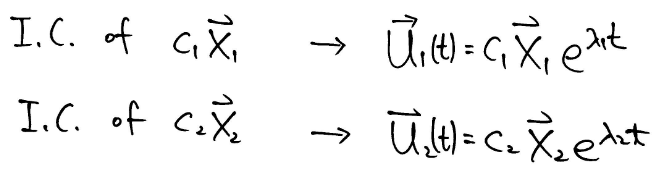 I.C. of c₁X⃗₁ → U⃗₁(t) = c₁X⃗₁e^{λ₁t}
I.C. of c₂X⃗₂ → U⃗₂(t) = c₂X⃗₂e^{λ₂t}